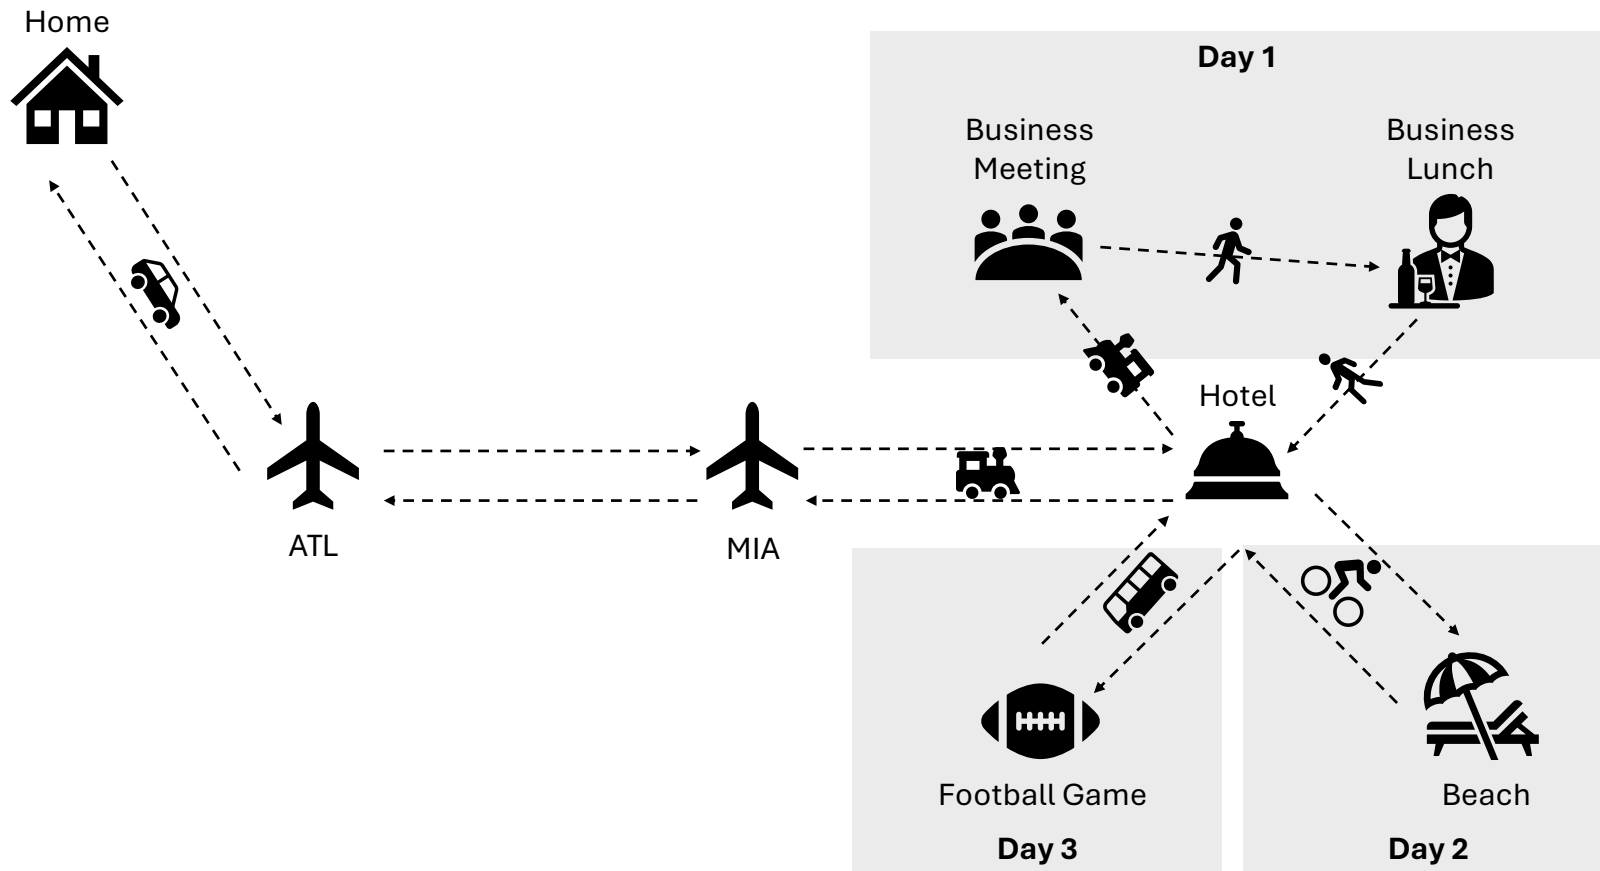 Home
Day 1
Business
Meeting
Business
Lunch
Hotel
ATL
MIA
Football Game
Day 3
Beach
Day 2